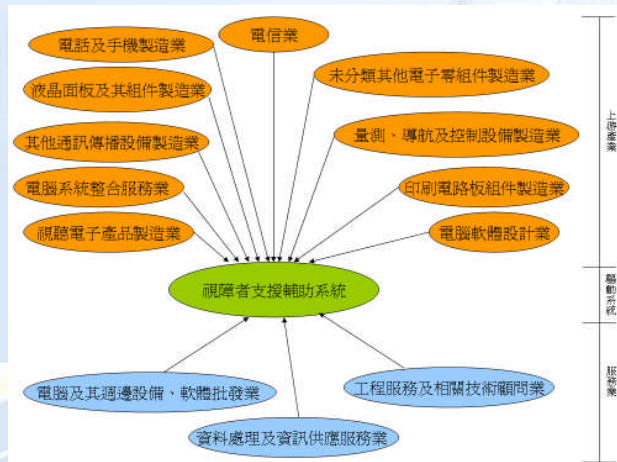 電信業
電話及手機製造業
未分類其他電子零組件製造業
液晶面板及其組件製造業
其他通訊傳播設備製造業
量測、導航及控制設備製造業
電腦系統整合服務業
印刷電路板組件製造業
視聽電子產品製造業
電腦軟體設計業
上游產業
視障者支援輔助系統
驅動系統
電腦及其週邊設備、軟體批發業
工程服務及相關技術顧問業
資料處理及資訊供應服務業
服務業